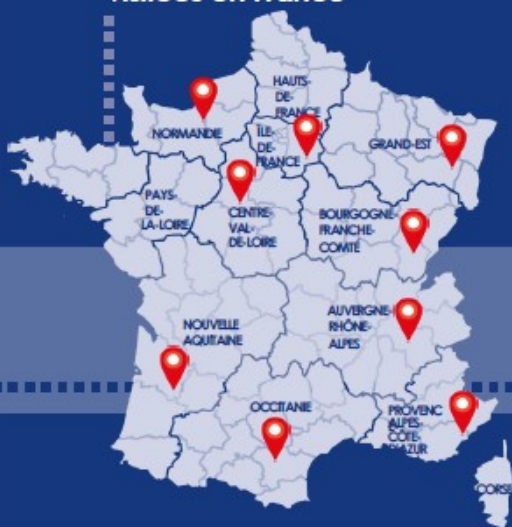 HAUTS-
DE-
FRANCE
NORMANDIE
ÎLE-
DE-
FRANCE
GRAND-EST
PAYS-
DE-
LA-LOIRE
CENTRE-
VAL-
DE-LOIRE
BOURGOGNE-
FRANCHE-
COMTÉ
NOUVELLE
AQUITAINE
AUVERGNE-
RHÔNE-
ALPES
OCCITANIE
PROVENC
ALPES-
CÔTE-
D'AZUR
CORSE